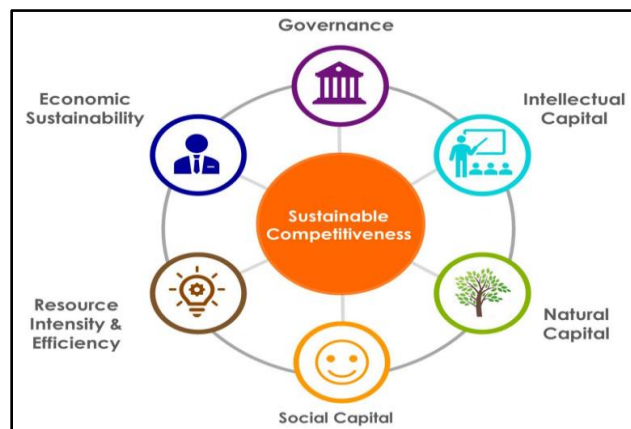 Governance
Economic
Sustainability
Intellectual
Capital
Sustainable
Competitiveness
Resource
Intensity &
Efficiency
Natural
Capital
Social Capital